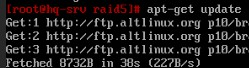 [root@hq-srv raid5]# apt-get update
Get:1 http://ftp.altlinux.org p10/br
Get:2 http://ftp.altlinux.org p10/br
Get:3 http://ftp.altlinux.org p10/br
Fetched 8732B in 38s (227B/s)